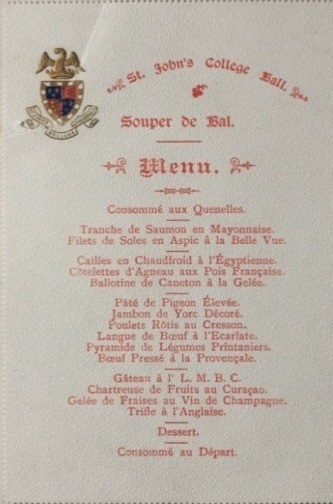 St. John's College Ball.
Souper de Bal.
Menu.
Consommé aux Quenelles.
Tranche de Saumon en Mayonnaise.
Filets de Soles en Aspic à la Belle Vue.
Cailles en Chaudfroid à l'Égyptienne.
Côtelettes d'Agneau aux Pois Française.
Ballotine de Canoton à la Gelée.
Pâté de Pigeon Élevée.
Jambon de Yorc Décoré.
Poulets Rôtis au Cresson.
Langue de Bœuf à l'Ecarlate.
Pyramide de Légumes Printaniers.
Bœuf Pressé à la Provençale.
Gâteau à l' L. M. B. C.
Chartreuse de Fruits au Curaçao.
Gelée de Fraises au Vin de Champagne.
Trifle à l'Anglaise.
Dessert.
Consommé au Départ.